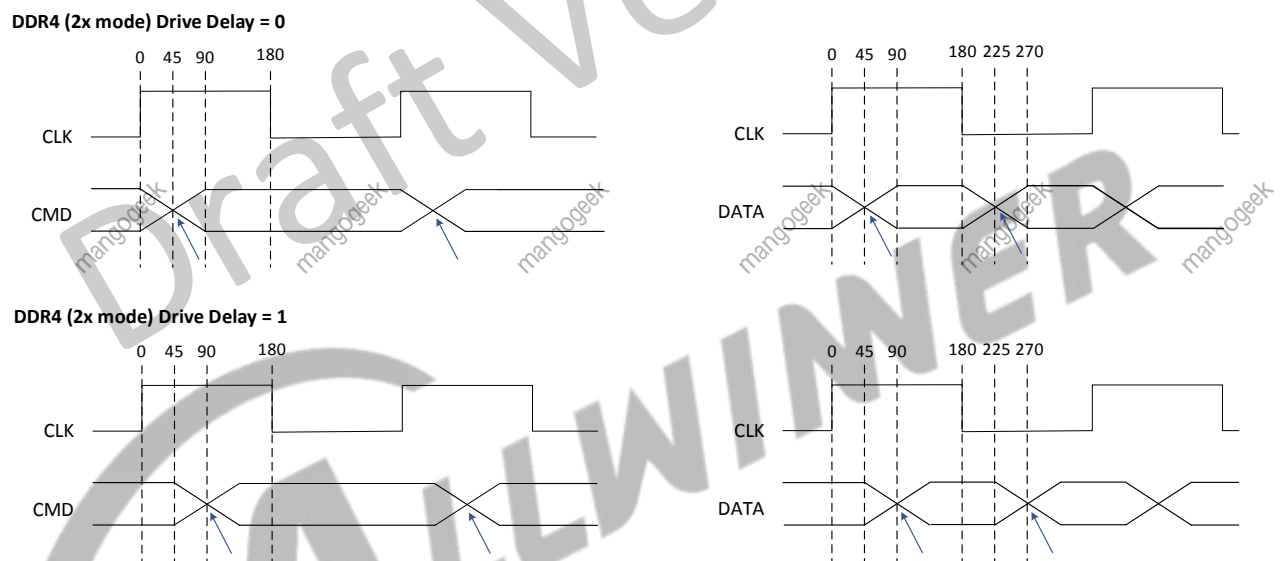 DDR4 (2x mode) Drive Delay = 0
0 45 90 180
CLK
CMD
0 45 90 180 225 270
CLK
DATA
mangogeek mangogeek mangogeek mangogeek mangogeek mangogeek
DDR4 (2x mode) Drive Delay = 1
0 45 90 180
CLK
CMD
0 45 90 180 225 270
CLK
DATA
Draft Ve
ALLWINNER